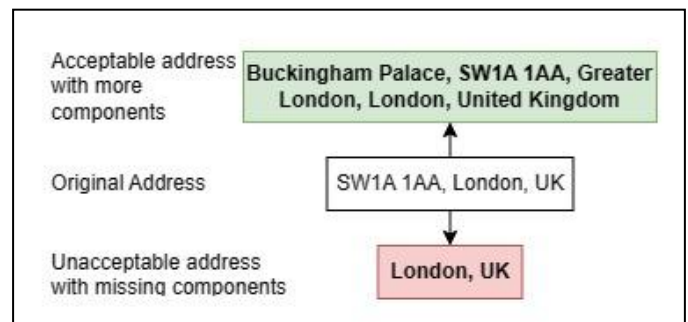 Acceptable address
with more
components
Buckingham Palace, SW1A 1AA, Greater
London, London, United Kingdom
Original Address
SW1A 1AA, London, UK
Unacceptable address
with missing components
London, UK